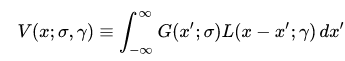 V(x; σ, γ) ≡ ∫_{-∞}^{∞} G(x′; σ)L(x − x′; γ) dx′